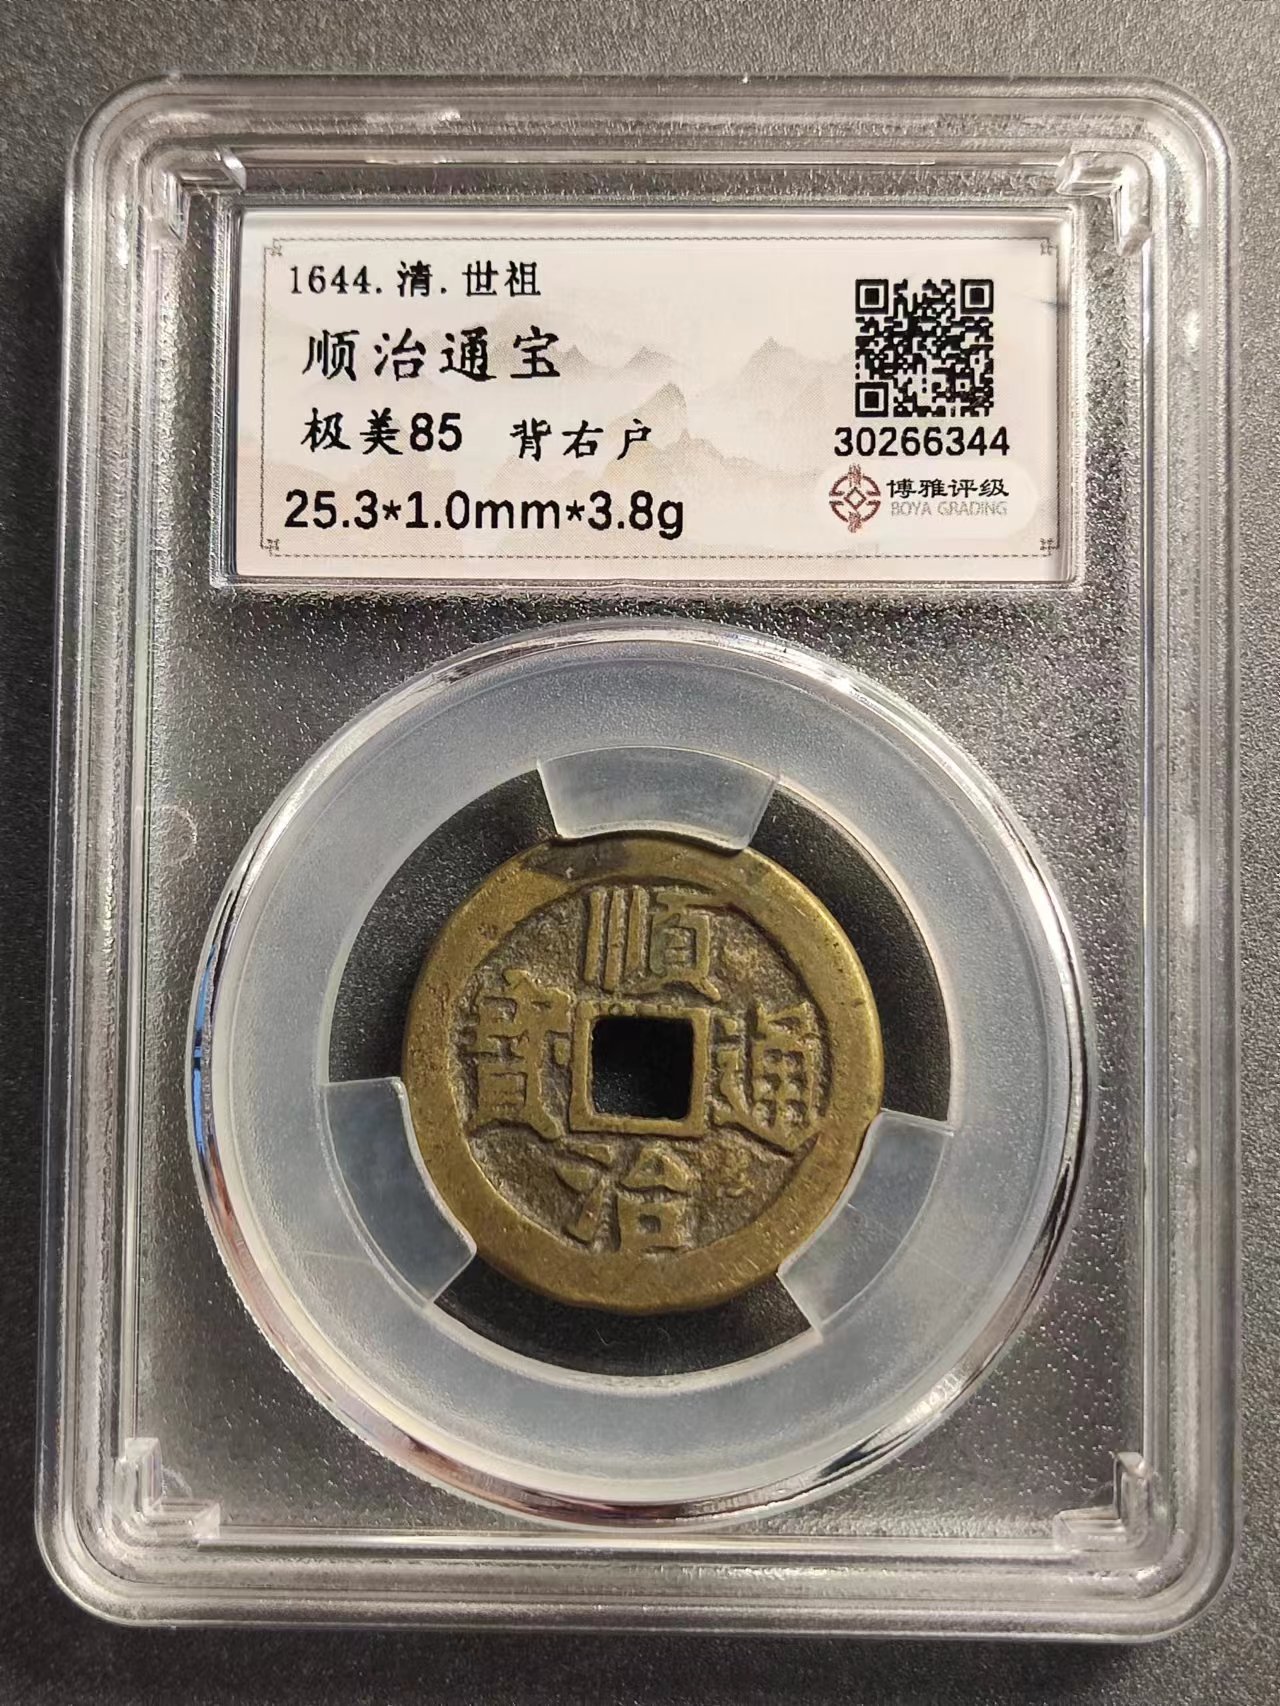 1644.清.世祖
顺治通宝
极美85 背右户
25.3*1.0mm*3.8g
30266344
博雅评级
BOYA GRADING
順
寶 通
治